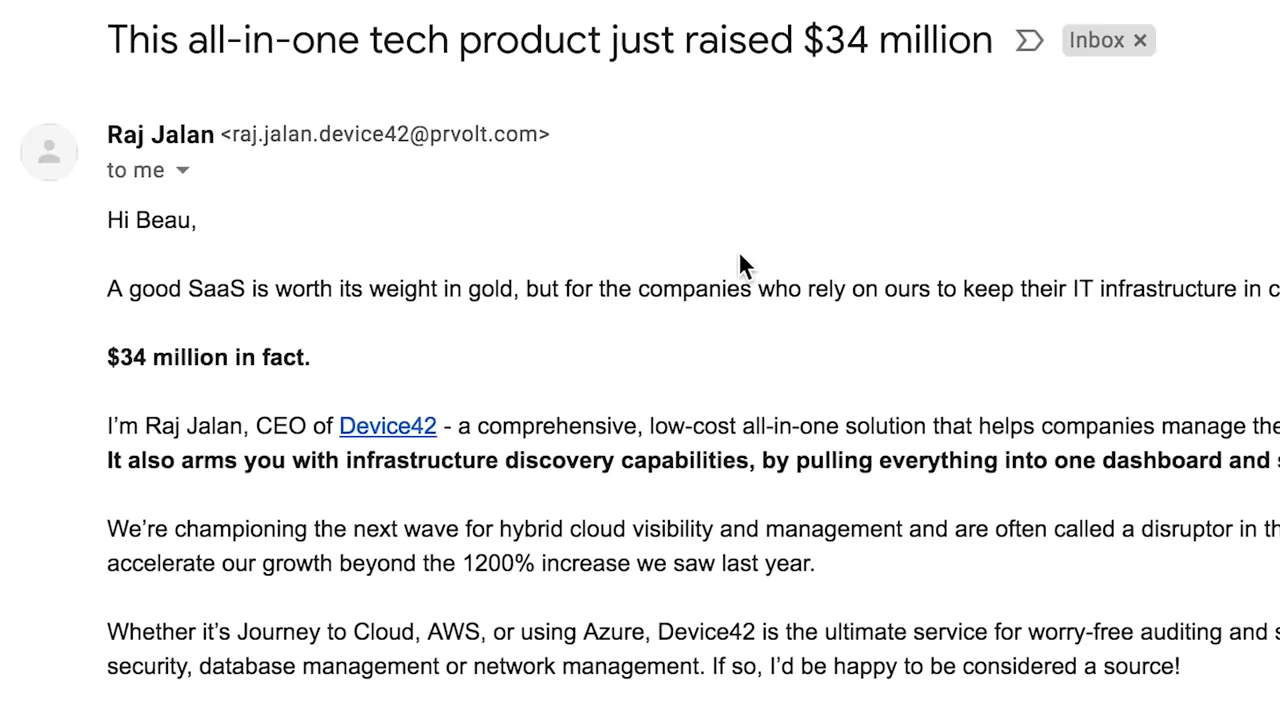 This all-in-one tech product just raised $34 million Inbox ×
Raj Jalan <raj.jalan.device42@prvolt.com>
to me
Hi Beau,
A good SaaS is worth its weight in gold, but for the companies who rely on ours to keep their IT infrastructure in
$34 million in fact.
I’m Raj Jalan, CEO of Device42 - a comprehensive, low-cost all-in-one solution that helps companies manage
It also arms you with infrastructure discovery capabilities, by pulling everything into one dashboard and
We’re championing the next wave for hybrid cloud visibility and management and are often called a disruptor in
accelerate our growth beyond the 1200% increase we saw last year.
Whether it’s Journey to Cloud, AWS, or using Azure, Device42 is the ultimate service for worry-free auditing and
security, database management or network management. If so, I’d be happy to be considered a source!